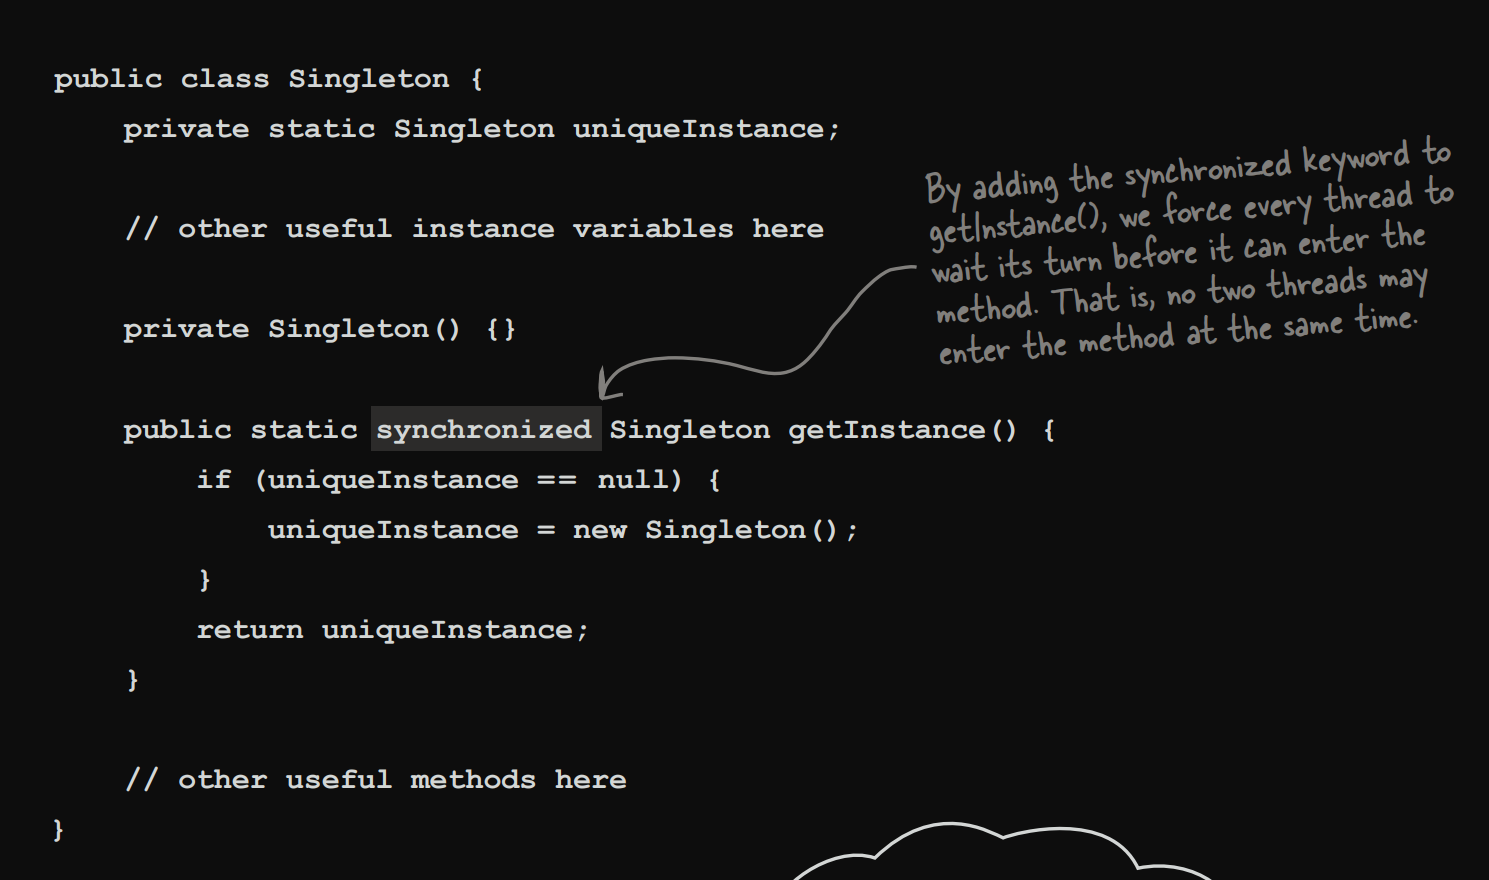 public class Singleton {
private static Singleton uniqueInstance;
// other useful instance variables here
private Singleton() {}
public static synchronized Singleton getInstance() {
if (uniqueInstance == null) {
uniqueInstance = new Singleton();
}
return uniqueInstance;
}
// other useful methods here
}
By adding the synchronized keyword to
getInstance(), we force every thread to
wait its turn before it can enter the
method. That is, no two threads may
enter the method at the same time.